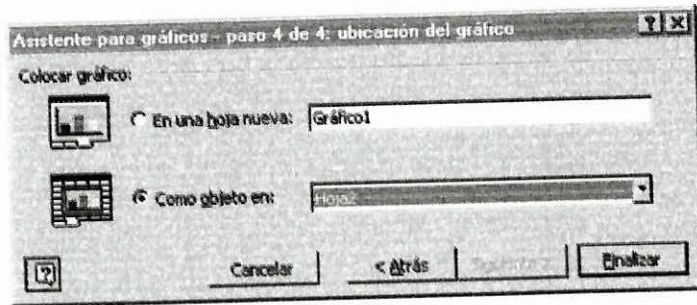 Asistente para gráficos - paso 4 de 4: ubicación del gráfico
Colocar gráfico:
En una hoja nueva: Gráfico1
Como objeto en: Hoja2
Cancelar < Atrás Siguiente > Finalizar